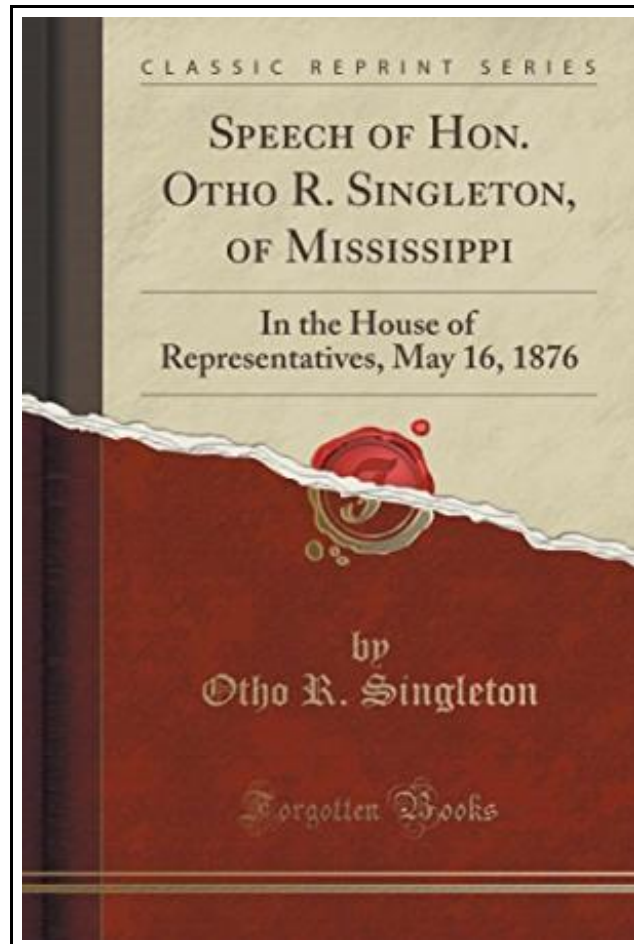 CLASSIC REPRINT SERIES
SPEECH OF HON.
OTHO R. SINGLETON,
OF MISSISSIPPI
In the House of
Representatives, May 16, 1876
by
Otho R. Singleton
Forgotten Books